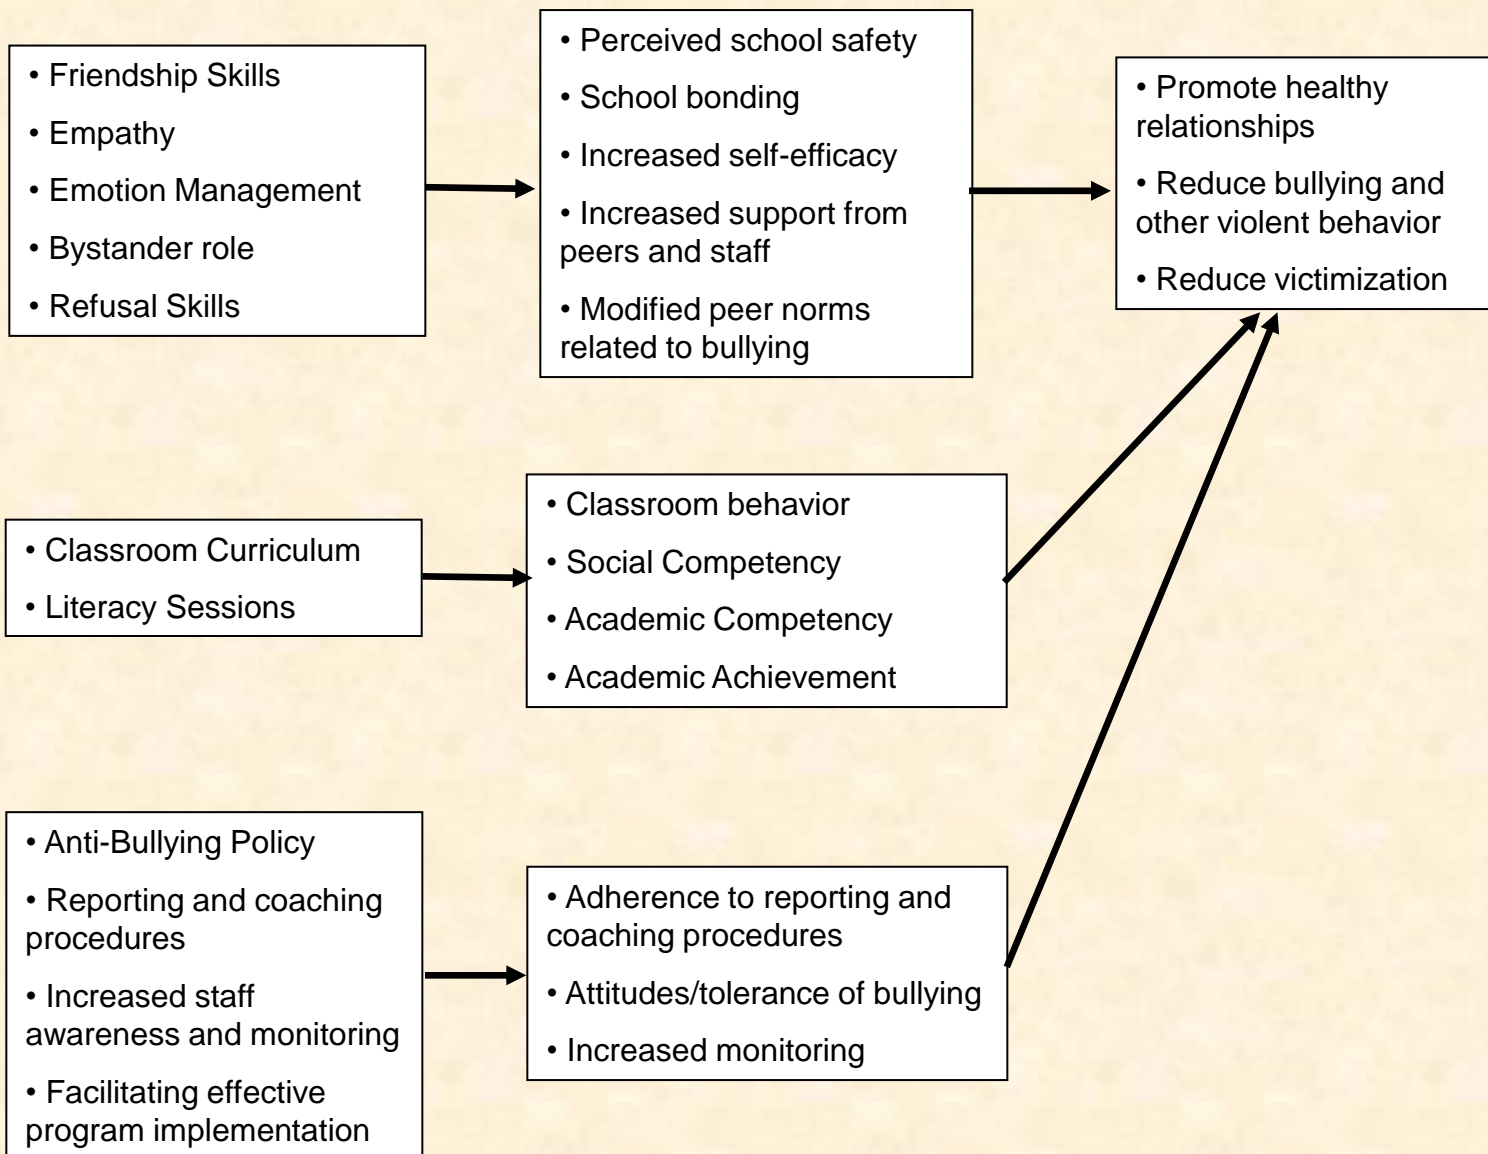 • Friendship Skills
• Empathy
• Emotion Management
• Bystander role
• Refusal Skills
• Perceived school safety
• School bonding
• Increased self-efficacy
• Increased support from
peers and staff
• Modified peer norms
related to bullying
• Promote healthy
relationships
• Reduce bullying and
other violent behavior
• Reduce victimization
• Classroom Curriculum
• Literacy Sessions
• Classroom behavior
• Social Competency
• Academic Competency
• Academic Achievement
• Anti-Bullying Policy
• Reporting and coaching
procedures
• Increased staff
awareness and monitoring
• Facilitating effective
program implementation
• Adherence to reporting and
coaching procedures
• Attitudes/tolerance of bullying
• Increased monitoring